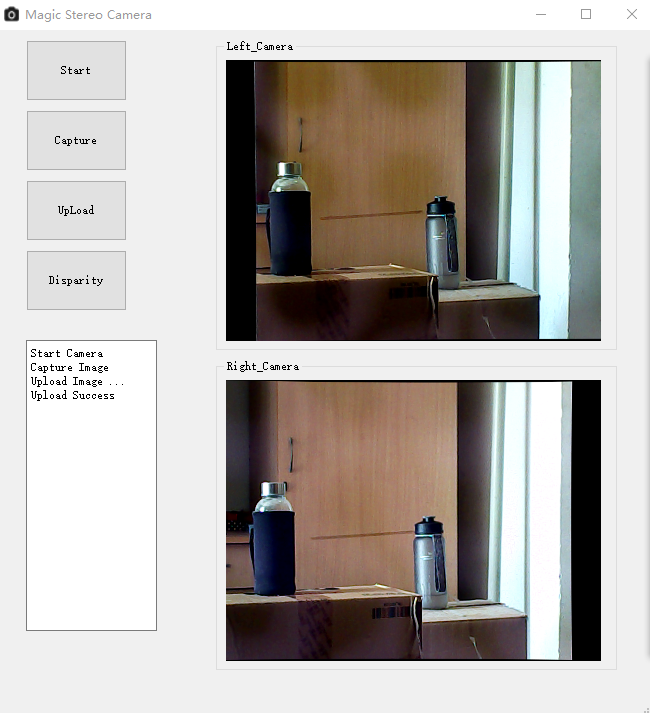 Magic Stereo Camera
Start
Capture
UpLoad
Disparity
Start Camera
Capture Image
Upload Image ...
Upload Success
Left_Camera
Right_Camera